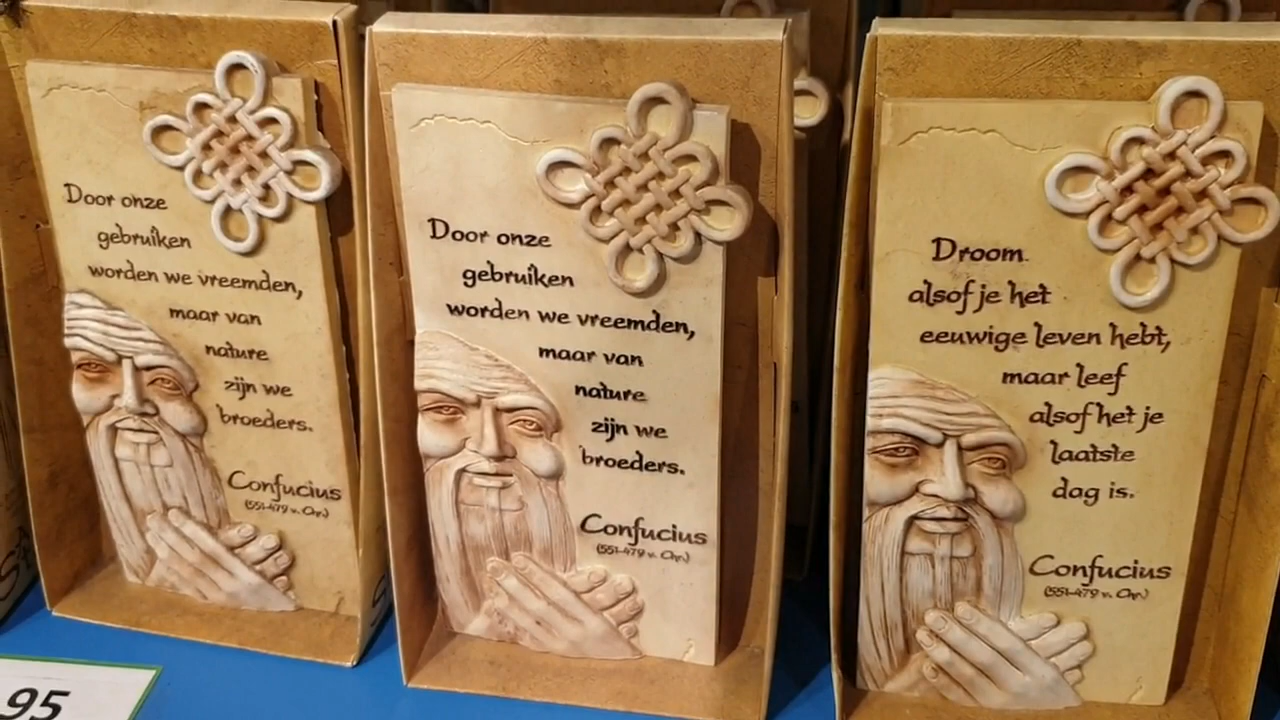 Door onze
gebruiken
worden we vreemden,
maar van
nature
zijn we
broeders.
Confucius
(551-479 v. Chr.)
Door onze
gebruiken
worden we vreemden,
maar van
nature
zijn we
broeders.
Confucius
(551-479 v. Chr.)
Droom
alsof je het
eeuwige leven hebt,
maar leef
alsof het je
laatste
dag is.
Confucius
(551-479 v. Chr.)
95